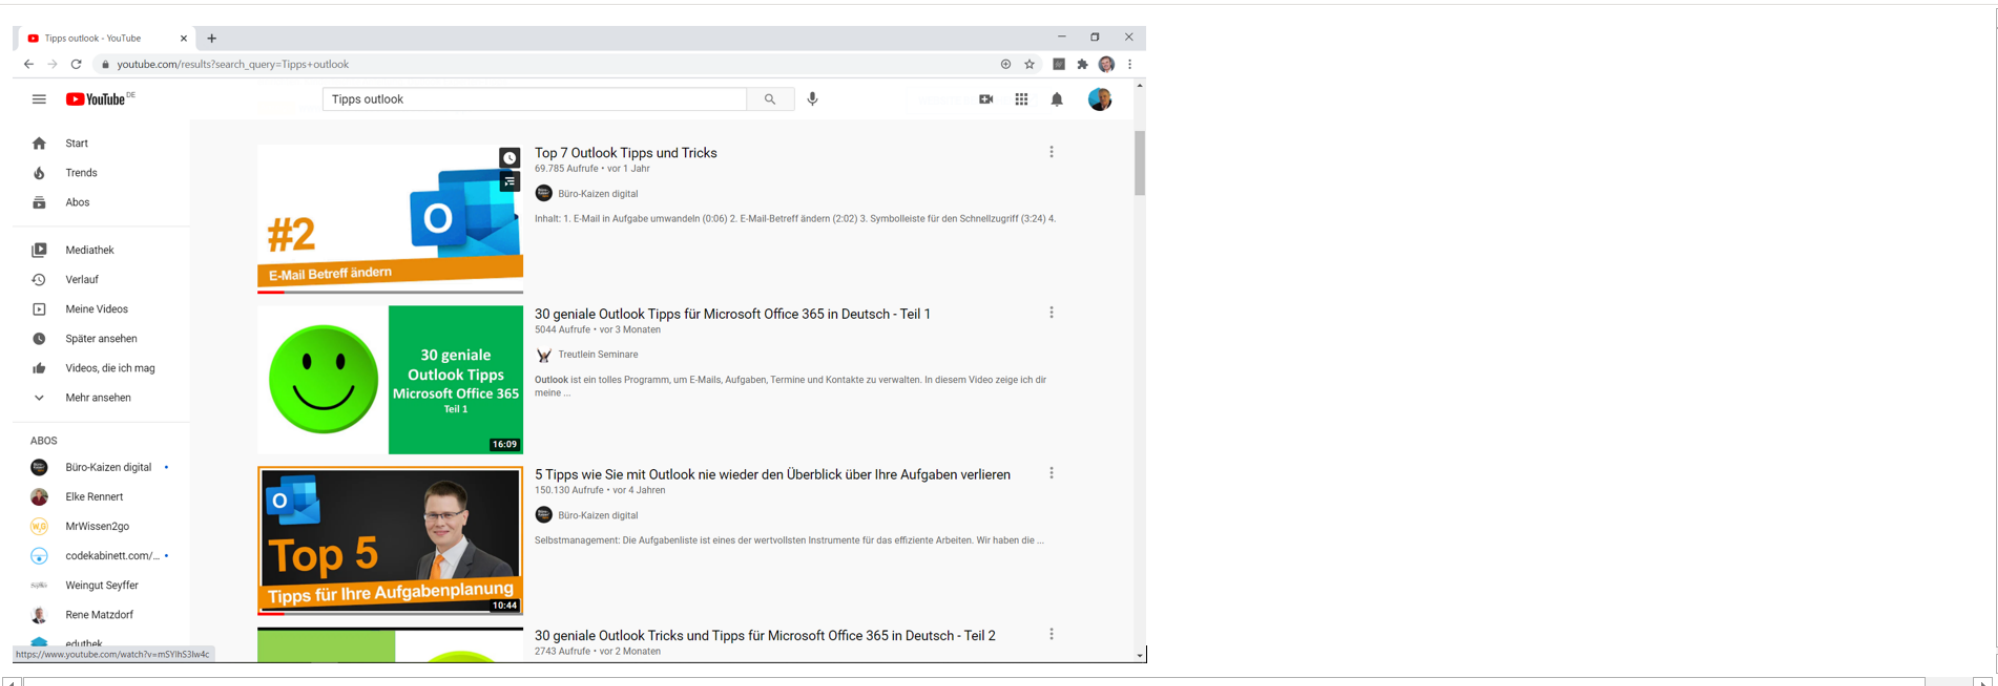 Tipps outlook - YouTube
youtube.com/results?search_query=Tipps+outlook
YouTube DE
Tipps outlook
Start
Trends
Abos
Mediathek
Verlauf
Meine Videos
Später ansehen
Videos, die ich mag
Mehr ansehen
ABOS
Büro-Kaizen digital
Elke Rennert
MrWissen2go
codekabinett.com/...
Weingut Seyffer
Rene Matzdorf
eduthek
https://www.youtube.com/watch?v=mSYlhS3Iw4c
#2
O
E-Mail Betreff ändern
Top 7 Outlook Tipps und Tricks
69.785 Aufrufe • vor 1 Jahr
Büro-Kaizen digital
Inhalt: 1. E-Mail in Aufgabe umwandeln (0:06) 2. E-Mail-Betreff ändern (2:02) 3. Symbolleiste für den Schnellzugriff (3:24) 4.
30 geniale
Outlook Tipps
Microsoft Office 365
Teil 1
16:09
30 geniale Outlook Tipps für Microsoft Office 365 in Deutsch - Teil 1
5044 Aufrufe • vor 3 Monaten
Treutlein Seminare
Outlook ist ein tolles Programm, um E-Mails, Aufgaben, Termine und Kontakte zu verwalten. In diesem Video zeige ich dir
meine ...
O
Top 5
Tipps für Ihre Aufgabenplanung
10:44
5 Tipps wie Sie mit Outlook nie wieder den Überblick über Ihre Aufgaben verlieren
150.130 Aufrufe • vor 4 Jahren
Büro-Kaizen digital
Selbstmanagement: Die Aufgabenliste ist eines der wertvollsten Instrumente für das effiziente Arbeiten. Wir haben die ...
30 geniale Outlook Tricks und Tipps für Microsoft Office 365 in Deutsch - Teil 2
2743 Aufrufe • vor 2 Monaten